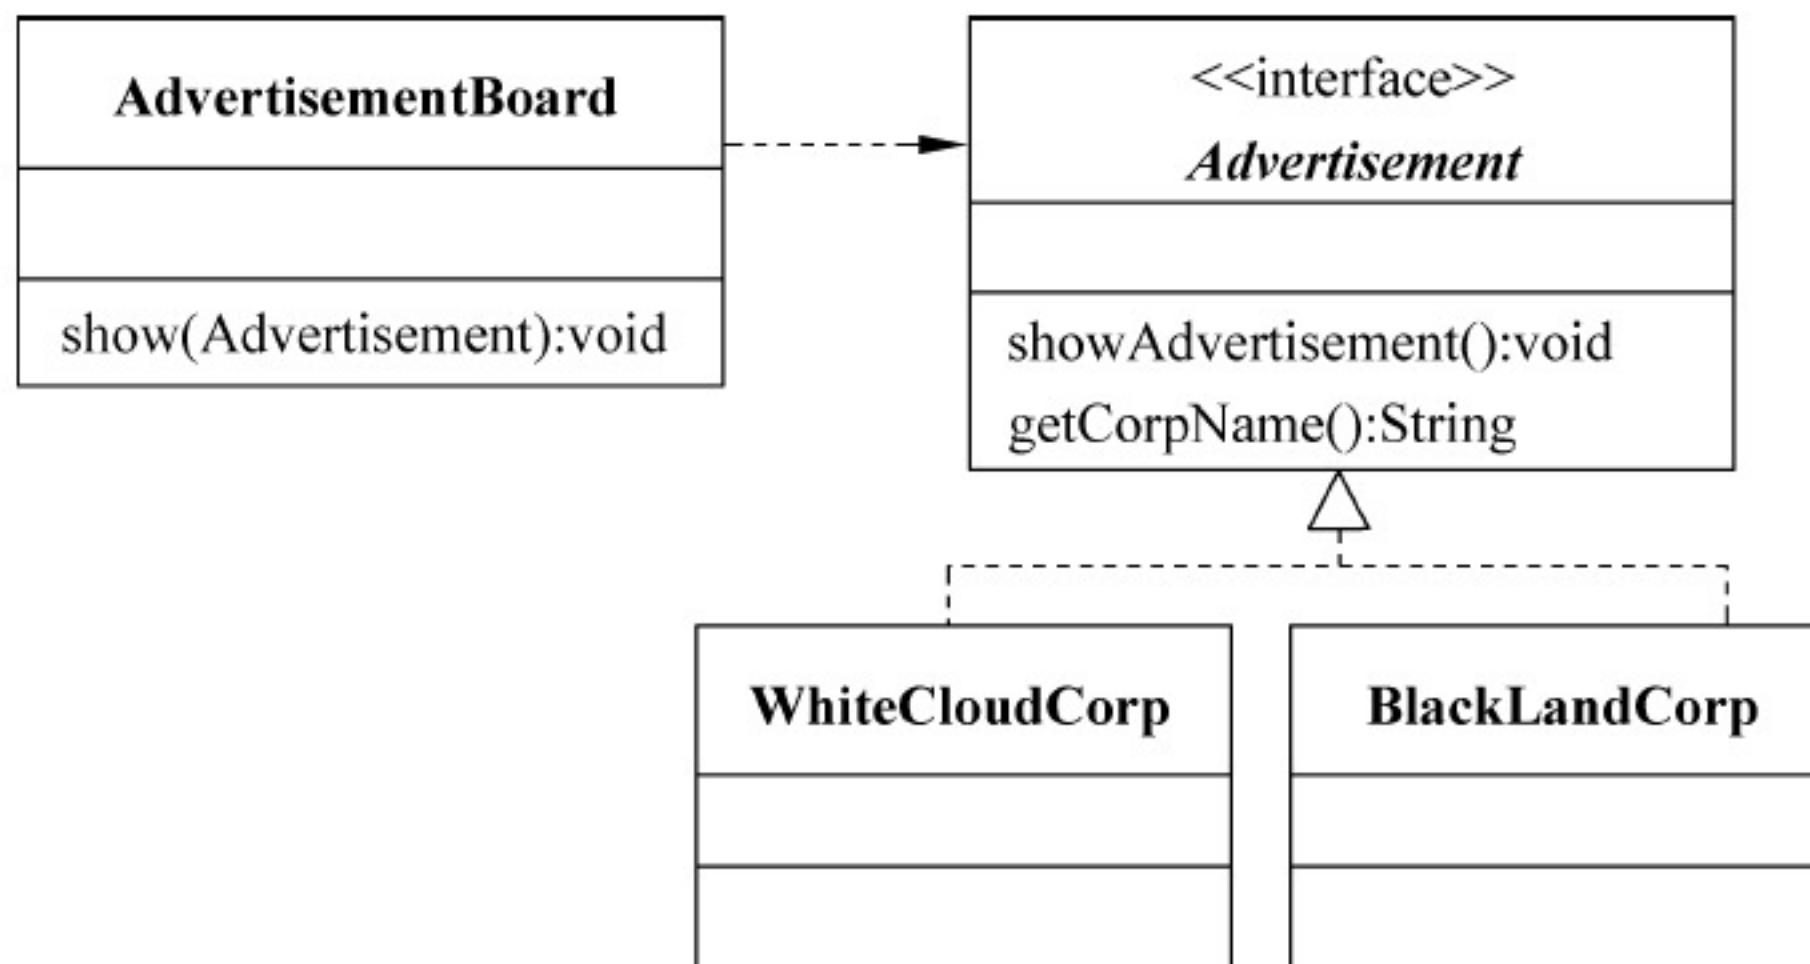 AdvertisementBoard
show(Advertisement):void
<<interface>>
Advertisement
showAdvertisement():void
getCorpName():String
WhiteCloudCorp
BlackLandCorp